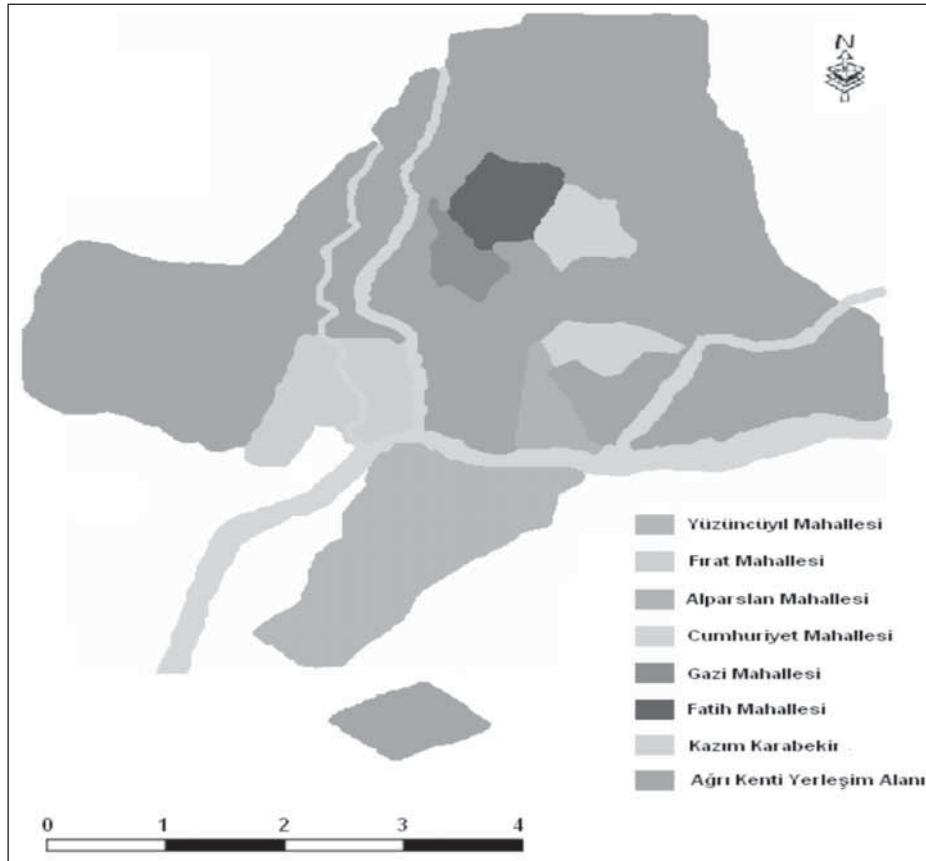 N
Yüzüncüyıl Mahallesi
Fırat Mahallesi
Alparslan Mahallesi
Cumhuriyet Mahallesi
Gazi Mahallesi
Fatih Mahallesi
Kazım Karabekir
Ağrı Kenti Yerleşim Alanı
0 1 2 3 4